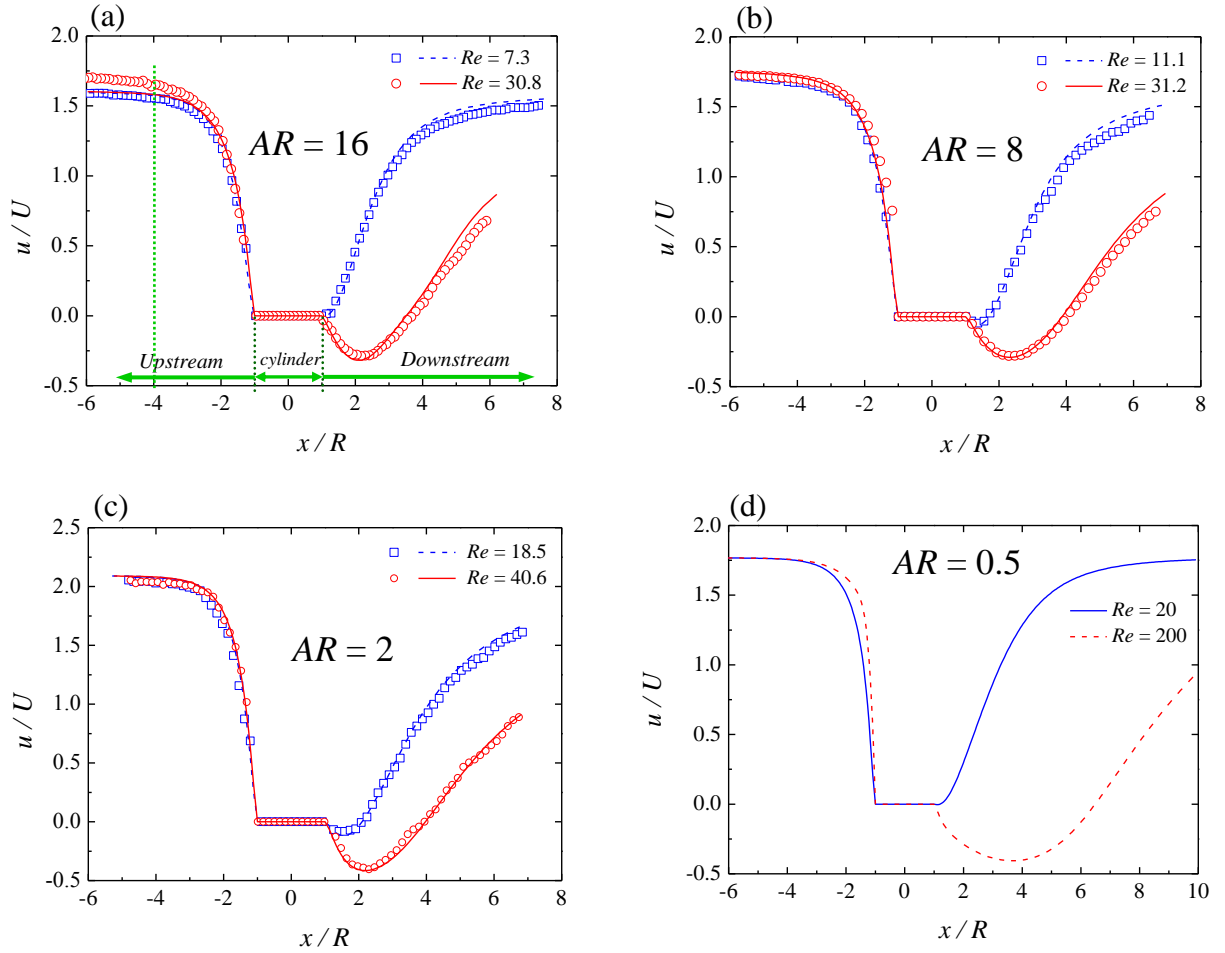 (a)
2.0
1.5
1.0
0.5
0.0
-0.5
u / U
Re = 7.3
Re = 30.8
AR = 16
Upstream
cylinder
Downstream
-6 -4 -2 0 2 4 6 8
x / R
(b)
2.0
1.5
1.0
0.5
0.0
-0.5
u / U
Re = 11.1
Re = 31.2
AR = 8
-6 -4 -2 0 2 4 6 8
x / R
(c)
2.5
2.0
1.5
1.0
0.5
0.0
-0.5
u / U
Re = 18.5
Re = 40.6
AR = 2
-6 -4 -2 0 2 4 6 8
x / R
(d)
2.0
1.5
1.0
0.5
0.0
-0.5
u / U
AR = 0.5
Re = 20
Re = 200
-6 -4 -2 0 2 4 6 8 10
x / R